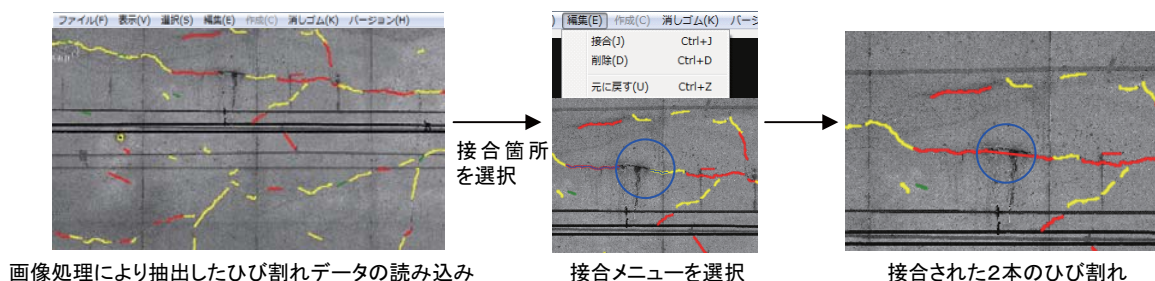 ファイル(F) 表示(V) 選択(S) 編集(E) 作成(C) 消しゴム(K) バージョン(H)
接合箇所
を選択
) 編集(E) 作成(C) 消しゴム(K) バージ
接合(J) Ctrl+J
削除(D) Ctrl+D
元に戻す(U) Ctrl+Z
画像処理により抽出したひび割れデータの読み込み
接合メニューを選択
接合された2本のひび割れ